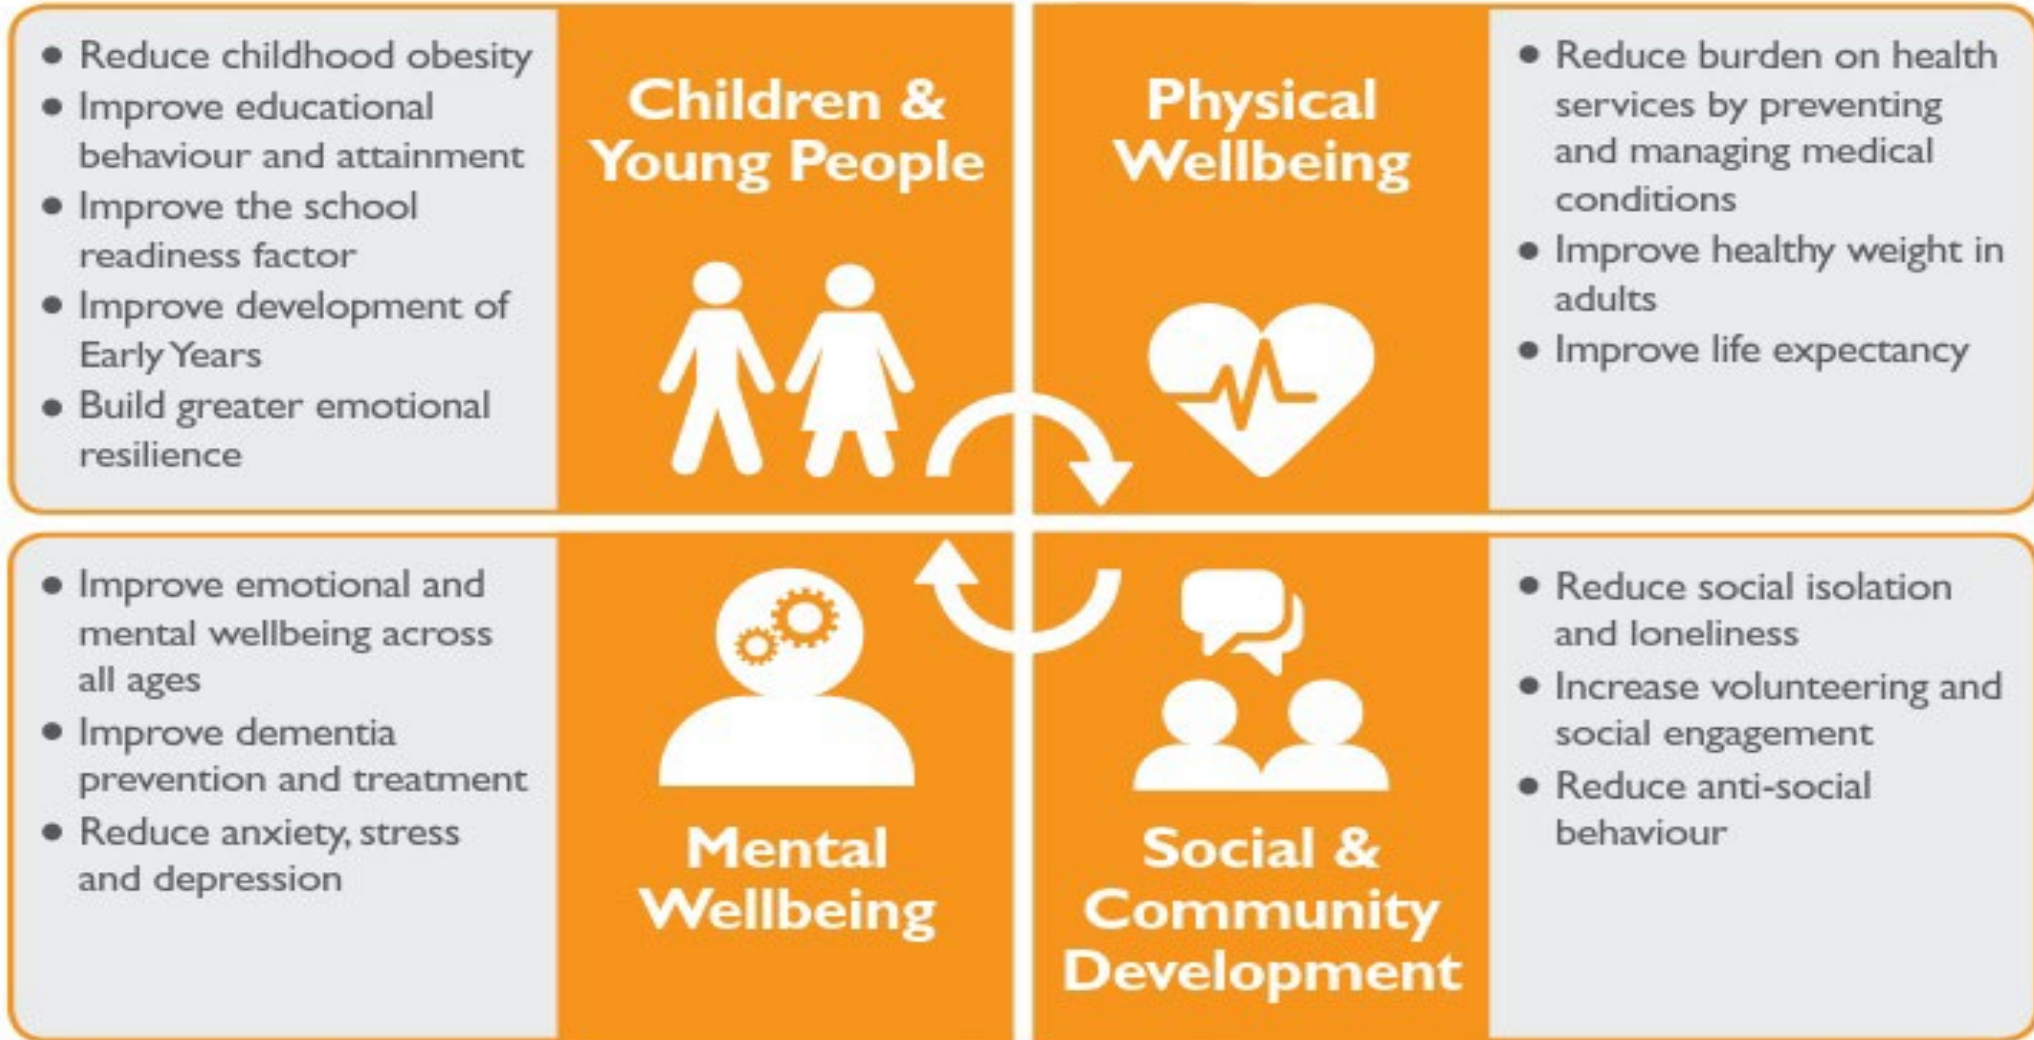 • Reduce childhood obesity
• Improve educational
behaviour and attainment
• Improve the school
readiness factor
• Improve development of
Early Years
• Build greater emotional
resilience
Children &
Young People
Physical
Wellbeing
• Reduce burden on health
services by preventing
and managing medical
conditions
• Improve healthy weight in
adults
• Improve life expectancy
• Improve emotional and
mental wellbeing across
all ages
• Improve dementia
prevention and treatment
• Reduce anxiety, stress
and depression
Mental
Wellbeing
Social &
Community
Development
• Reduce social isolation
and loneliness
• Increase volunteering and
social engagement
• Reduce anti-social
behaviour